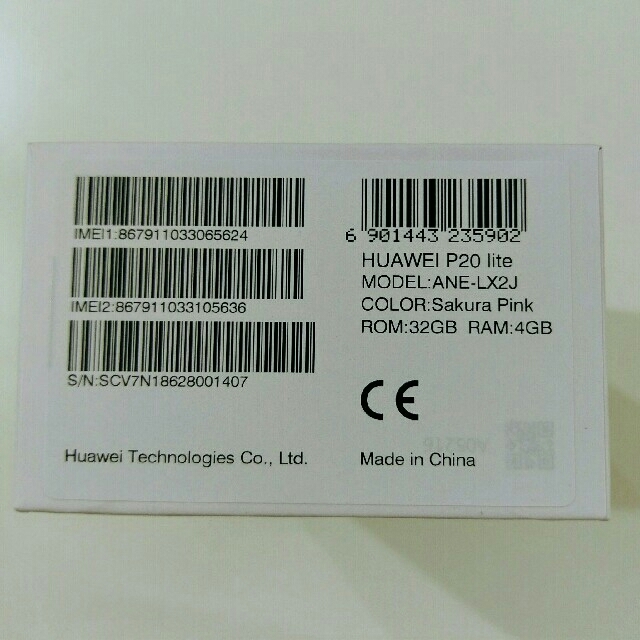 IMEI1:867911033065624
IMEI2:867911033105636
S/N:SCV7N18628001407
Huawei Technologies Co., Ltd.
6 901443 235902
HUAWEI P20 lite
MODEL:ANE-LX2J
COLOR:Sakura Pink
ROM:32GB RAM:4GB
CE
Made in China